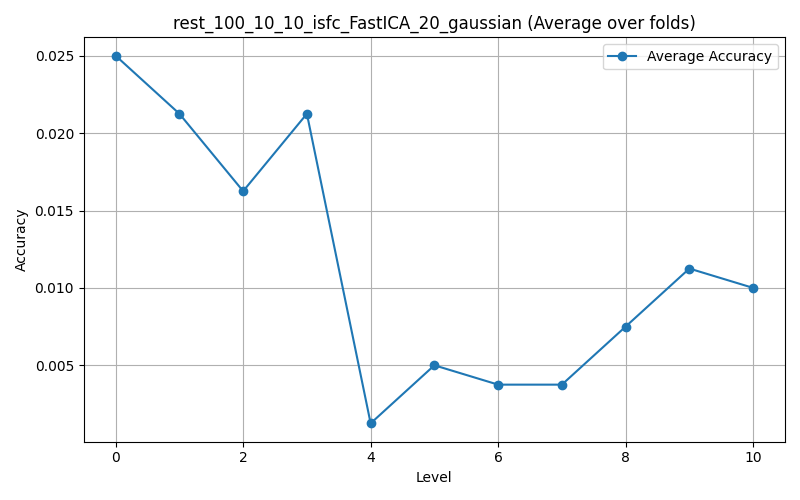 rest_100_10_10_isfc_FastICA_20_gaussian (Average over folds)
Average Accuracy
0.025
0.020
0.015
0.010
0.005
Accuracy
0
2
4
6
8
10
Level